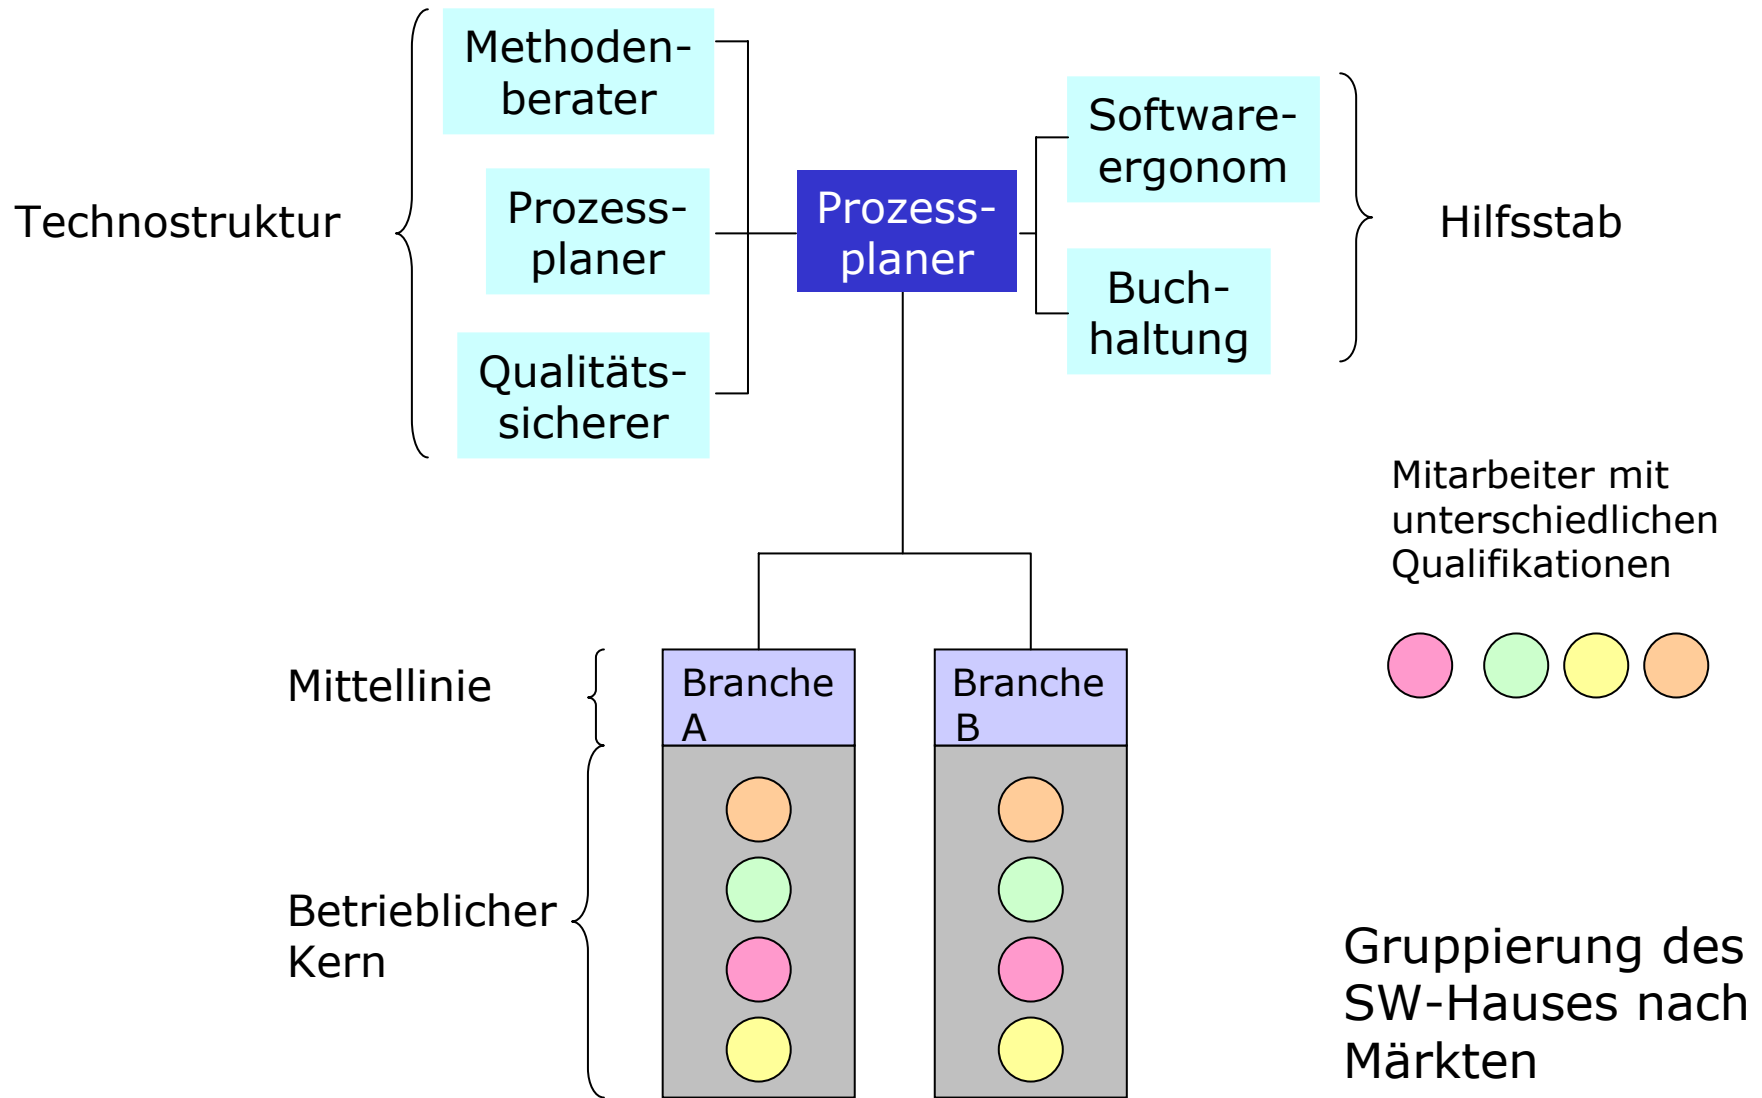 Methoden-
berater
Prozess-
planer
Qualitäts-
sicherer
Technostruktur
Prozess-
planer
Software-
ergonom
Buch-
haltung
Hilfsstab
Mitarbeiter mit
unterschiedlichen
Qualifikationen
Mittellinie
Branche
A
Branche
B
Betrieblicher
Kern
Gruppierung des
SW-Hauses nach
Märkten